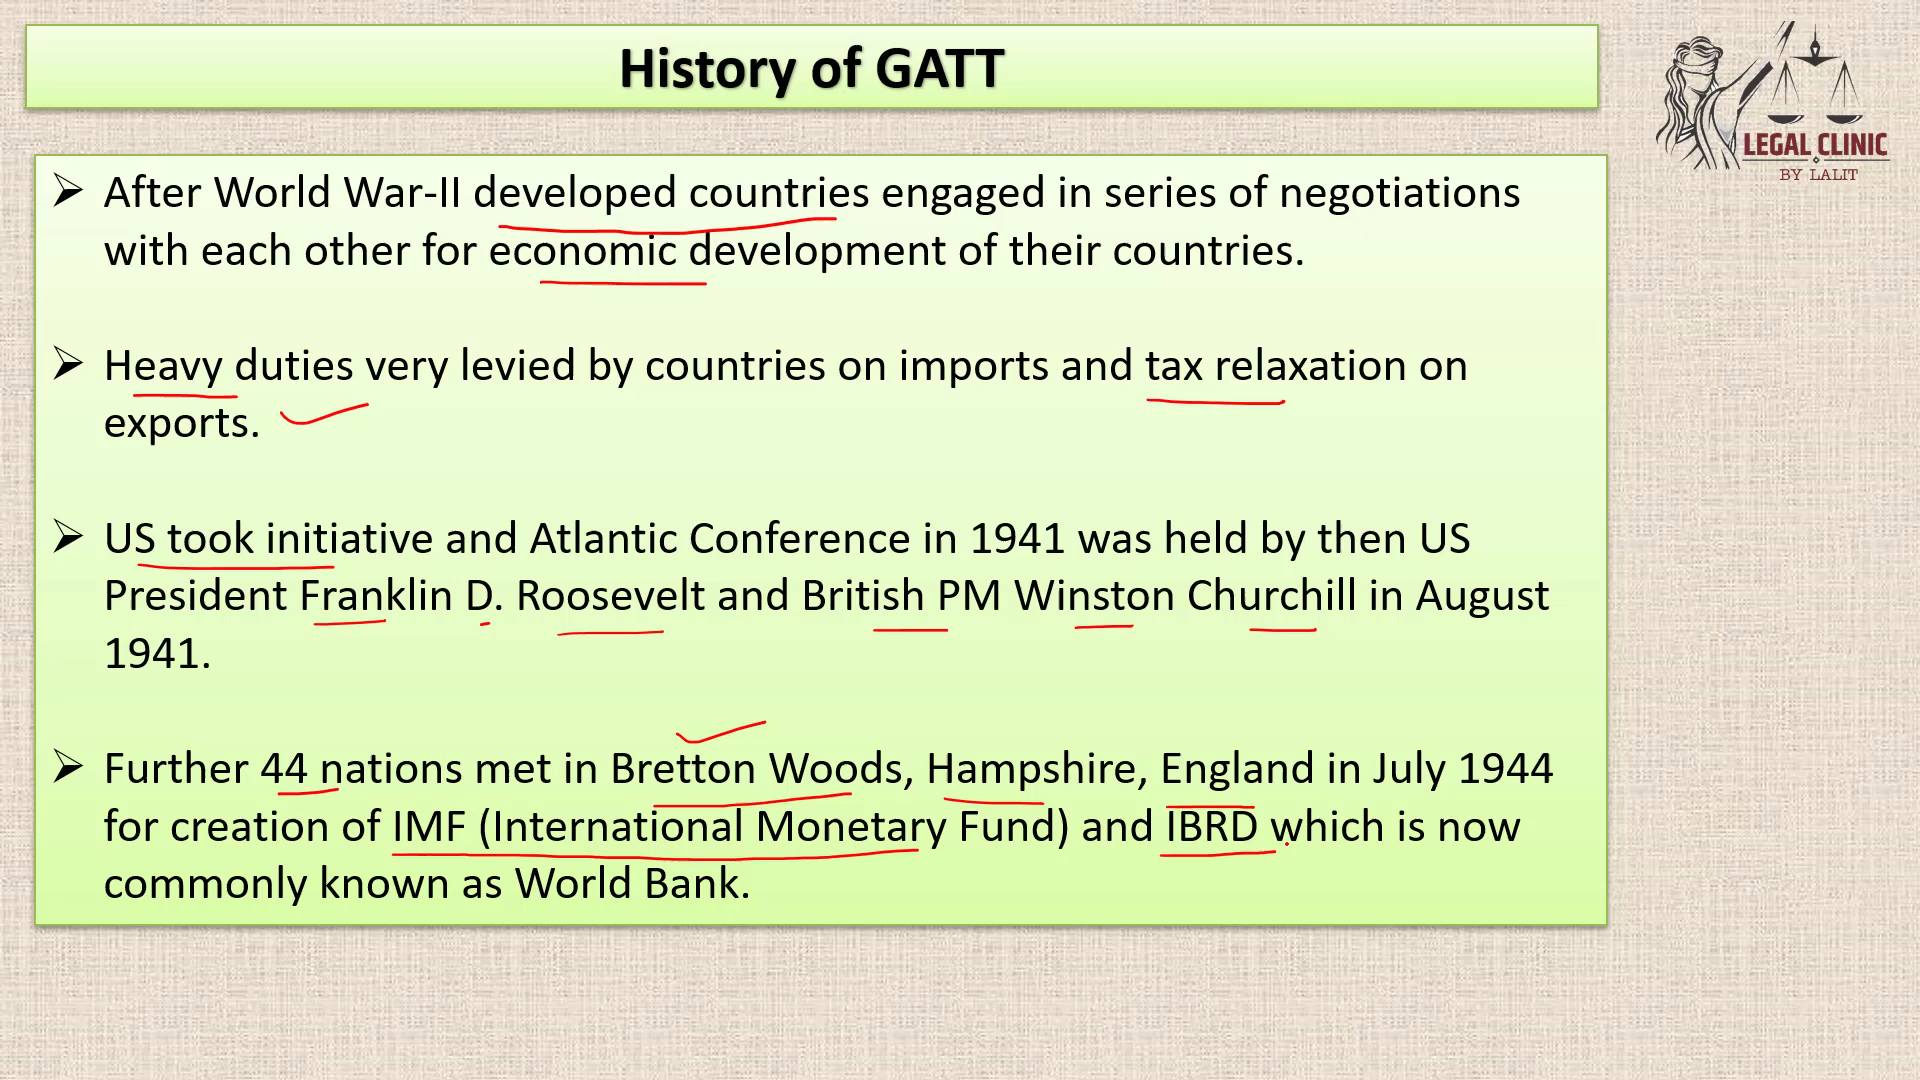 History of GATT
LEGAL CLINIC
BY LALIT
➢ After World War-II developed countries engaged in series of negotiations
with each other for economic development of their countries.
➢ Heavy duties very levied by countries on imports and tax relaxation on
exports.
➢ US took initiative and Atlantic Conference in 1941 was held by then US
President Franklin D. Roosevelt and British PM Winston Churchill in August
1941.
➢ Further 44 nations met in Bretton Woods, Hampshire, England in July 1944
for creation of IMF (International Monetary Fund) and IBRD which is now
commonly known as World Bank.